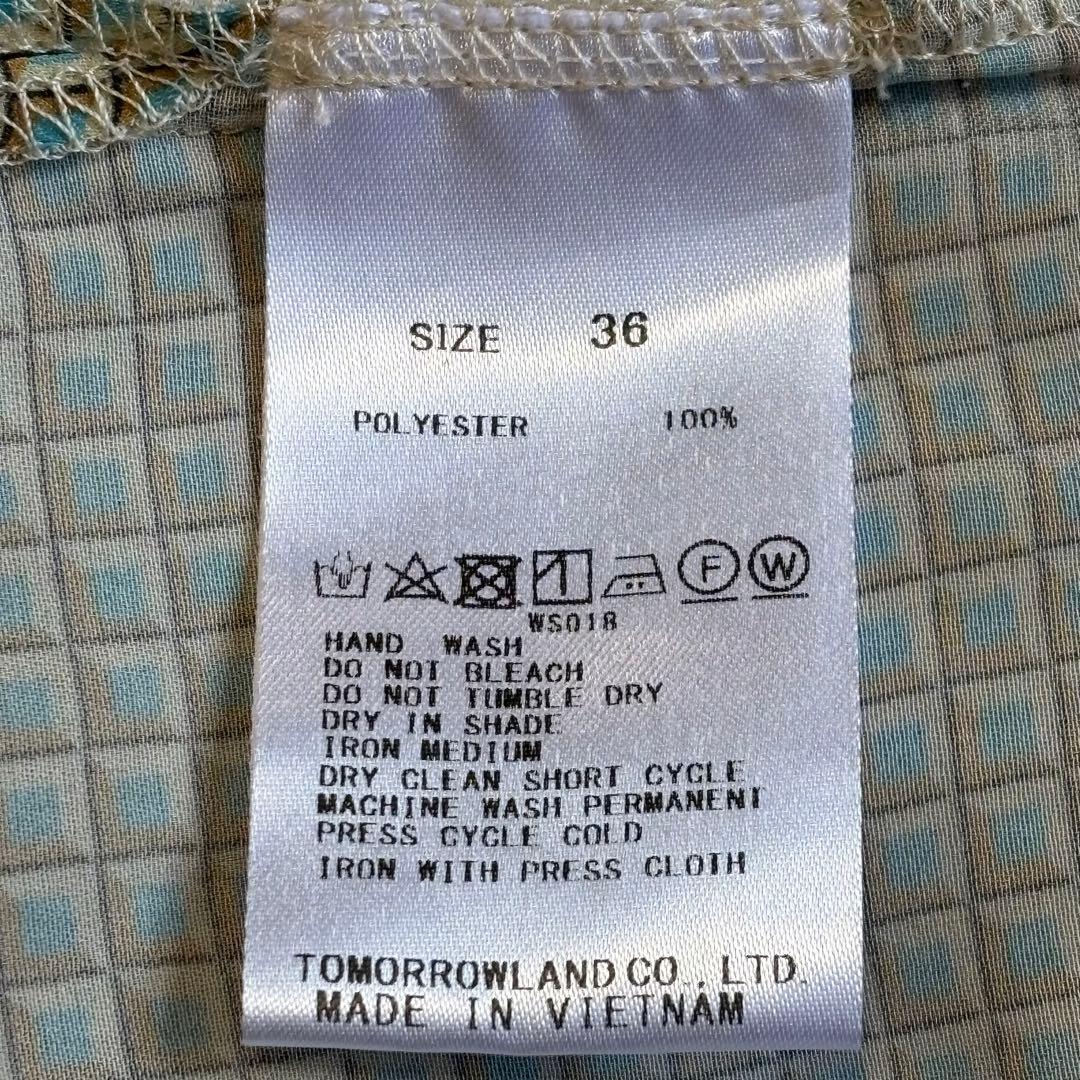 SIZE 36
POLYESTER 100%
F W
WS018
HAND WASH
DO NOT BLEACH
DO NOT TUMBLE DRY
DRY IN SHADE
IRON MEDIUM
DRY CLEAN SHORT CYCLE
MACHINE WASH PERMANENT
PRESS CYCLE COLD
IRON WITH PRESS CLOTH
TOMORROWLAND CO., LTD.
MADE IN VIETNAM